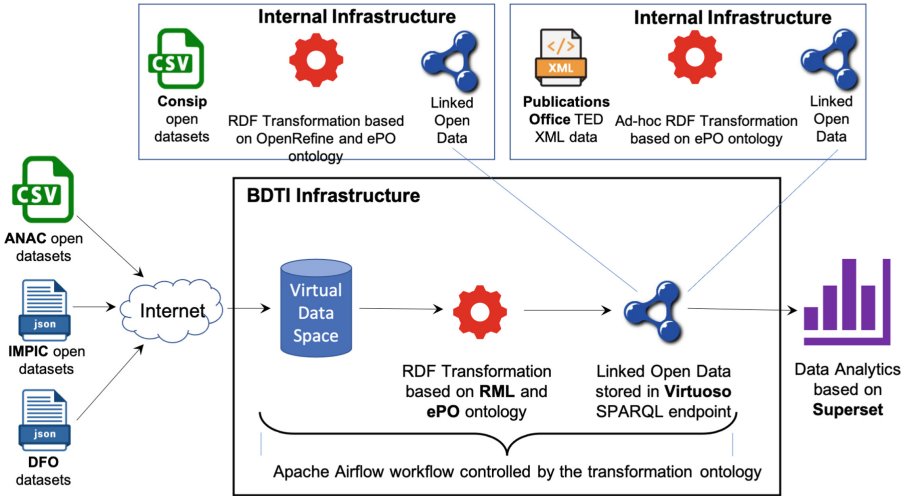 Internal Infrastructure
CSV
Consip
open
datasets
RDF Transformation based
on OpenRefine and ePO
ontology
Linked
Open
Data
Internal Infrastructure
</>
XML
Publications
Office TED
XML data
Ad-hoc RDF Transformation
based on ePO ontology
Linked
Open
Data
CSV
ANAC open
datasets
json
IMPIC open
datasets
json
DFO
datasets
Internet
BDTI Infrastructure
Virtual
Data
Space
RDF Transformation
based on RML and
ePO ontology
Linked Open Data
stored in Virtuoso
SPARQL endpoint
Apache Airflow workflow controlled by the transformation ontology
Data Analytics
based on
Superset